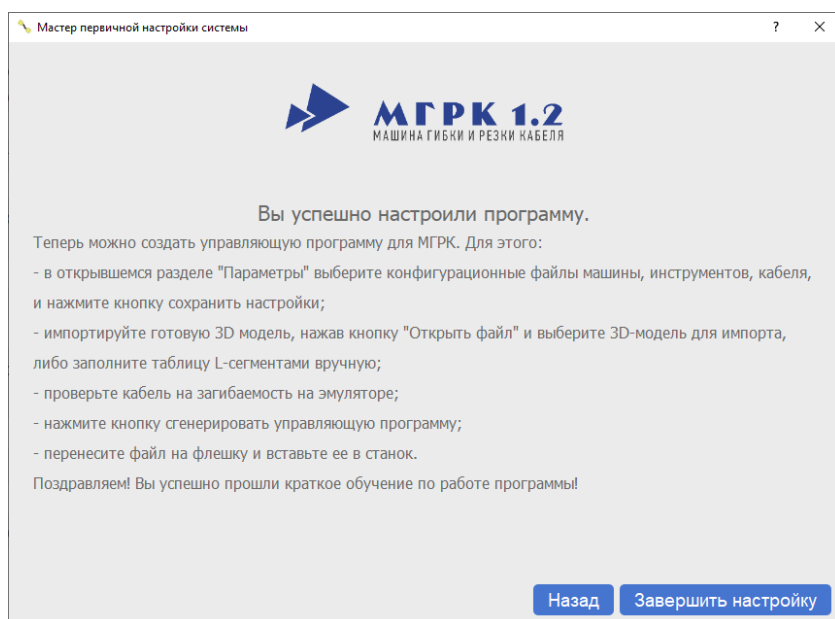 Мастер первичной настройки системы
?
МГРК 1.2
МАШИНА ГИБКИ И РЕЗКИ КАБЕЛЯ
Вы успешно настроили программу.
Теперь можно создать управляющую программу для МГРК. Для этого:
- в открывшемся разделе "Параметры" выберите конфигурационные файлы машины, инструментов, кабеля,
и нажмите кнопку сохранить настройки;
- импортируйте готовую 3D модель, нажав кнопку "Открыть файл" и выберите 3D-модель для импорта,
либо заполните таблицу L-сегментами вручную;
- проверьте кабель на загибаемость на эмуляторе;
- нажмите кнопку сгенерировать управляющую программу;
- перенесите файл на флешку и вставьте ее в станок.
Поздравляем! Вы успешно прошли краткое обучение по работе программы!
Назад
Завершить настройку